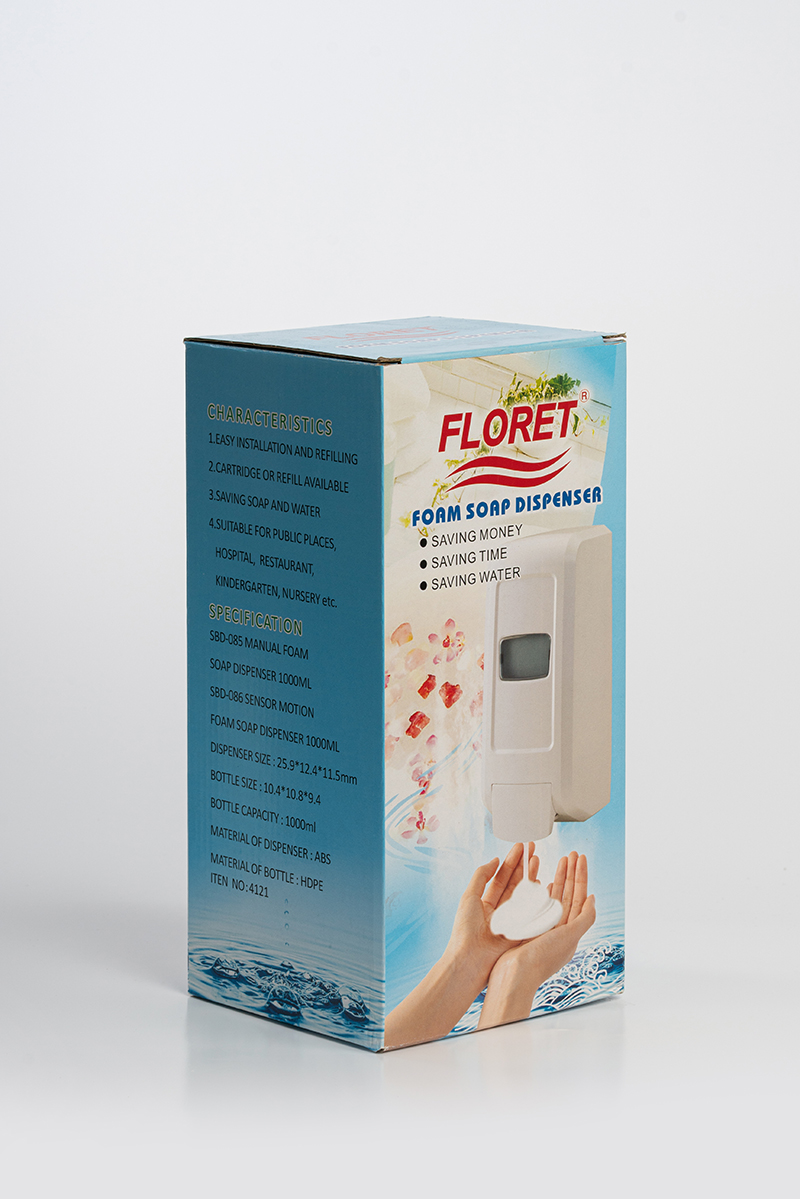 FLORET
CHARACTERISTICS
1.EASY INSTALLATION AND REFILLING
2.CARTRIDGE OR REFILL AVAILABLE
3.SAVING SOAP AND WATER
4.SUITABLE FOR PUBLIC PLACES,
HOSPITAL, RESTAURANT,
KINDERGARTEN, NURSERY etc.
SPECIFICATION
SBD-085 MANUAL FOAM
SOAP DISPENSER 1000ML
SBD-086 SENSOR MOTION
FOAM SOAP DISPENSER 1000ML
DISPENSER SIZE : 25.9*12.4*11.5mm
BOTTLE SIZE : 10.4*10.8*9.4
BOTTLE CAPACITY : 1000ml
MATERIAL OF DISPENSER : ABS
MATERIAL OF BOTTLE : HDPE
ITEN NO:4121
FLORET®
FOAM SOAP DISPENSER
● SAVING MONEY
● SAVING TIME
● SAVING WATER